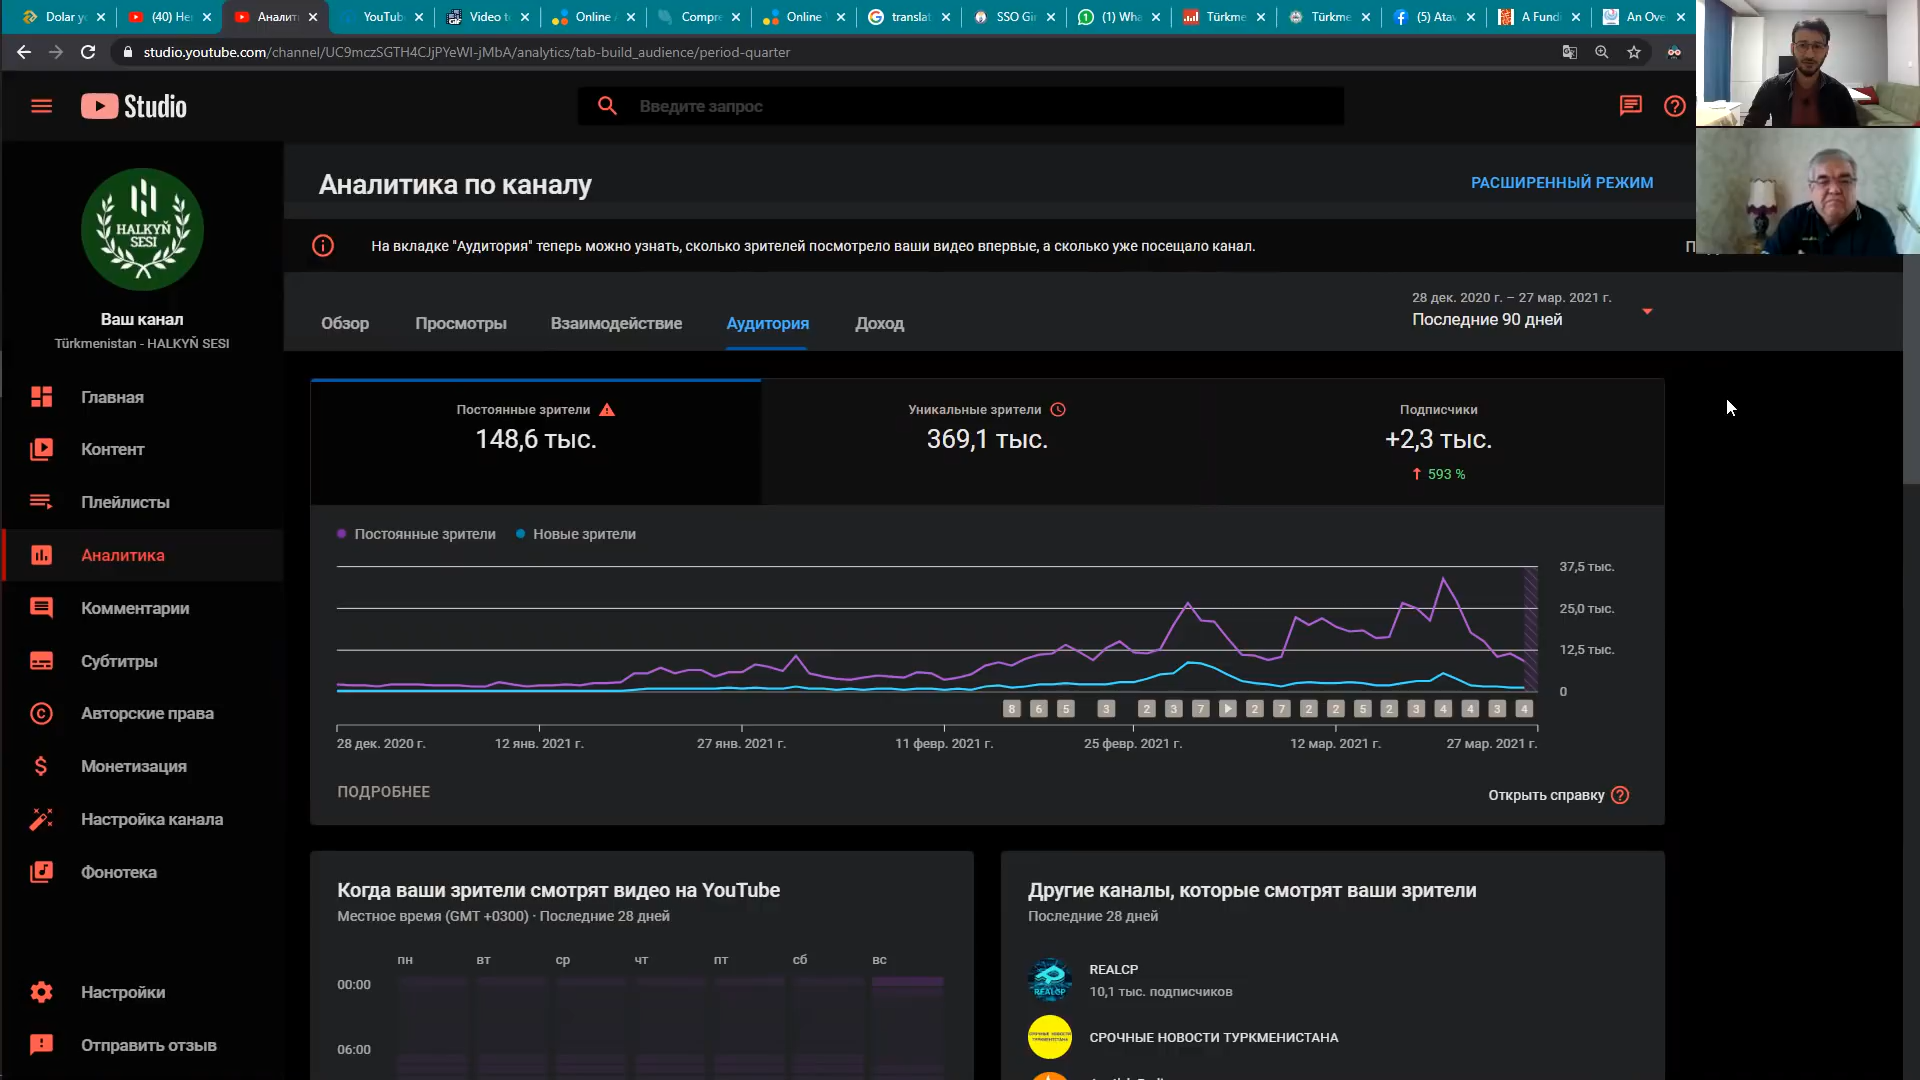 Dolar y
(40) He
Аналит
YouTub
Video t
Online
Compre
Online
translat
SSO Gi
(1) Wha
Türkme
Türkme
(5) Ata
A Fund
An Ove
studio.youtube.com/channel/UC9mczSGTH4CJjPYeWI-jMbA/analytics/tab-build_audience/period-quarter
Studio
Введите запрос
HALKYŇ
SESI
Ваш канал
Türkmenistan - HALKYŇ SESI
Главная
Контент
Плейлисты
Аналитика
Комментарии
Субтитры
Авторские права
Монетизация
Настройка канала
Фонотека
Настройки
Отправить отзыв
Аналитика по каналу
РАСШИРЕННЫЙ РЕЖИМ
На вкладке "Аудитория" теперь можно узнать, сколько зрителей посмотрело ваши видео впервые, а сколько уже посещало канал.
Обзор
Просмотры
Взаимодействие
Аудитория
Доход
28 дек. 2020 г. – 27 мар. 2021 г.
Последние 90 дней
Постоянные зрители
148,6 тыс.
Уникальные зрители
369,1 тыс.
Подписчики
+2,3 тыс.
593 %
Постоянные зрители
Новые зрители
37,5 тыс.
25,0 тыс.
12,5 тыс.
0
8 6 5 3 2 3 7 2 7 2 2 5 2 3 4 4 3 4
28 дек. 2020 г.
12 янв. 2021 г.
27 янв. 2021 г.
11 февр. 2021 г.
25 февр. 2021 г.
12 мар. 2021 г.
27 мар. 2021 г.
ПОДРОБНЕЕ
Открыть справку
Когда ваши зрители смотрят видео на YouTube
Местное время (GMT +0300) · Последние 28 дней
пн вт ср чт пт сб вс
00:00
06:00
Другие каналы, которые смотрят ваши зрители
Последние 28 дней
REALCP
REALCP
10,1 тыс. подписчиков
СРОЧНЫЕ НОВОСТИ ТУРКМЕНИСТАНА